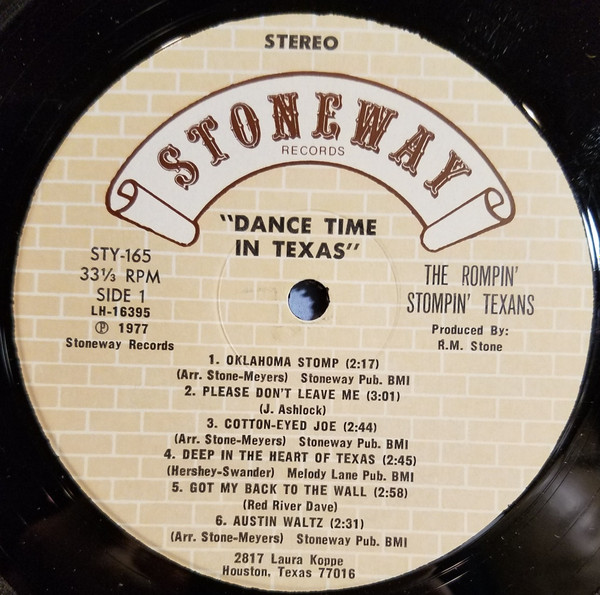 STEREO
STONEWAY
RECORDS
"DANCE TIME
IN TEXAS"
STY-165
33⅓ RPM
SIDE 1
LH-16395
℗ 1977
Stoneway Records
THE ROMPIN'
STOMPIN' TEXANS
Produced By:
R.M. Stone
1. OKLAHOMA STOMP (2:17)
(Arr. Stone-Meyers) Stoneway Pub. BMI
2. PLEASE DON'T LEAVE ME (3:01)
(J. Ashlock)
3. COTTON-EYED JOE (2:44)
(Arr. Stone-Meyers) Stoneway Pub. BMI
4. DEEP IN THE HEART OF TEXAS (2:45)
(Hershey-Swander) Melody Lane Pub. BMI
5. GOT MY BACK TO THE WALL (2:58)
(Red River Dave)
6. AUSTIN WALTZ (2:31)
(Arr. Stone-Meyers) Stoneway Pub. BMI
2817 Laura Koppe
Houston, Texas 77016